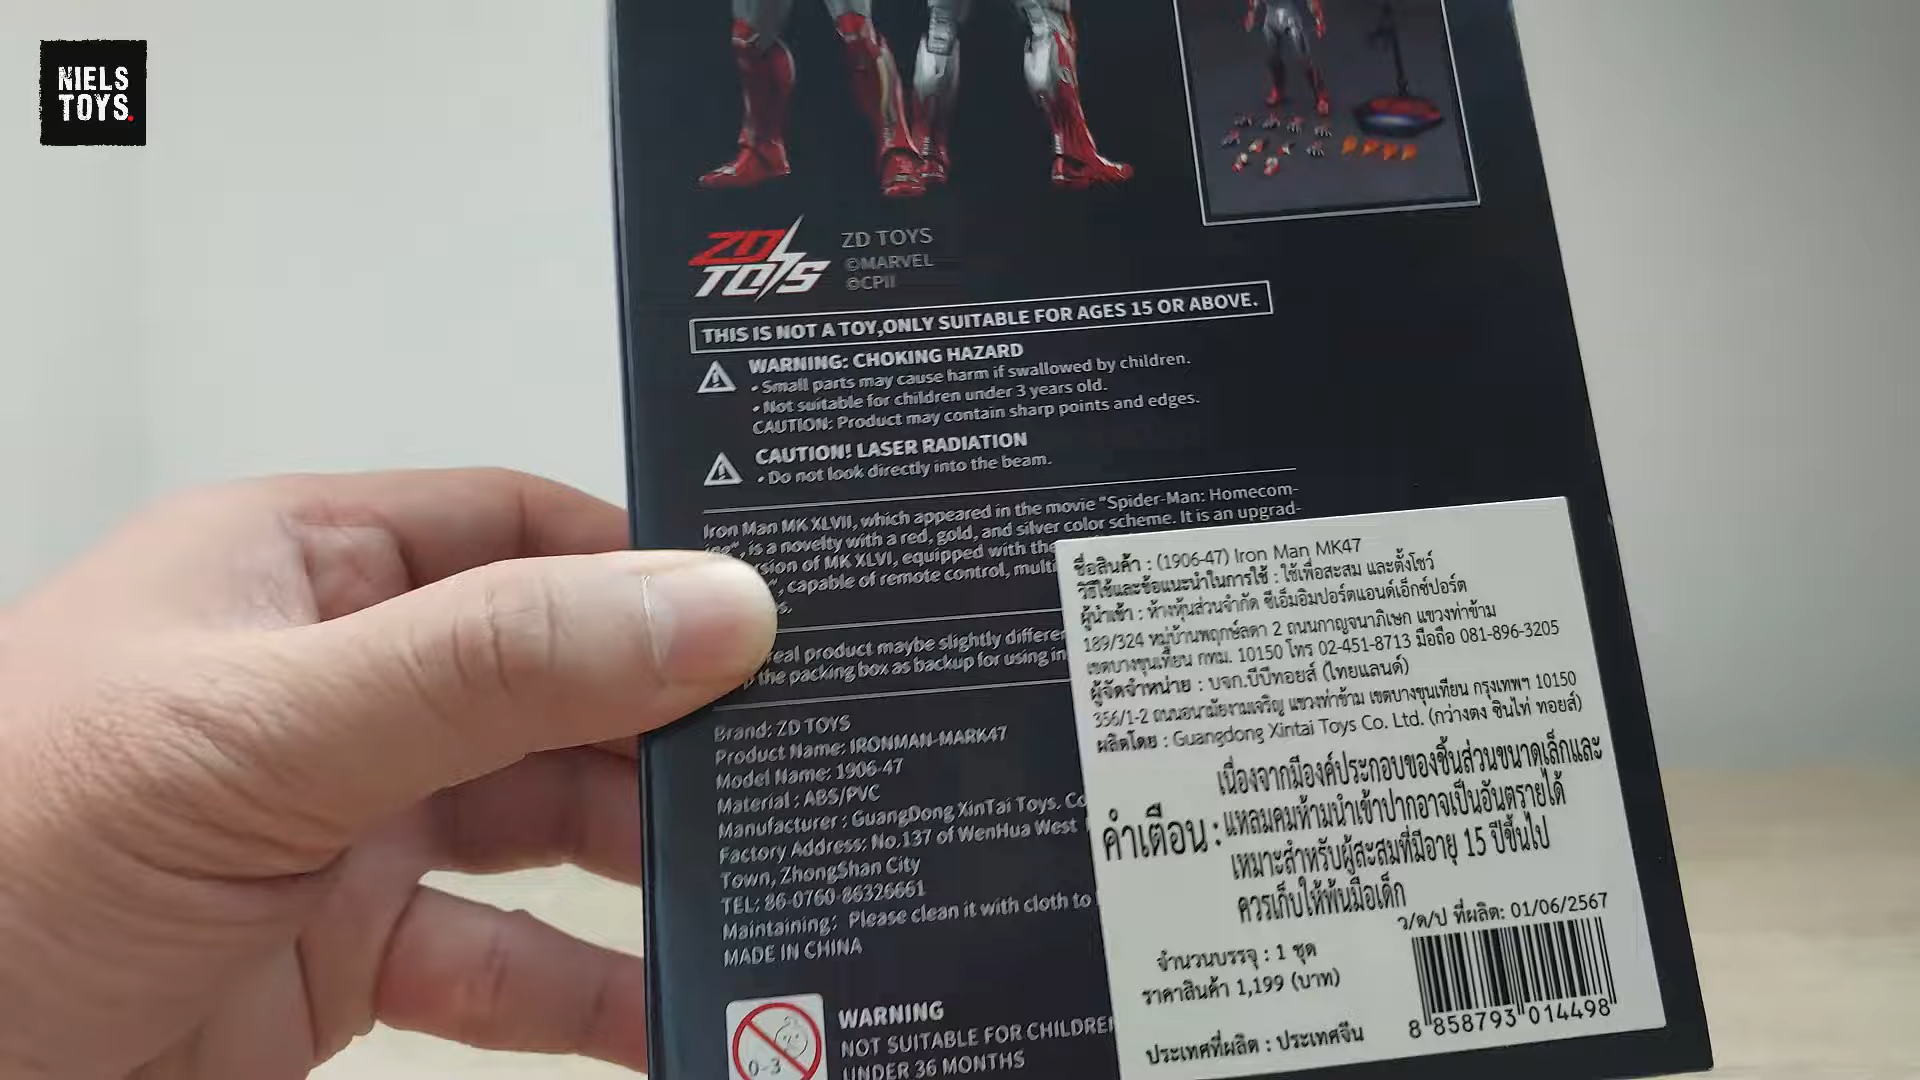 NIELS
TOYS.
ZD
TOYS
ZD TOYS
©MARVEL
©CPII
THIS IS NOT A TOY,ONLY SUITABLE FOR AGES 15 OR ABOVE.
WARNING: CHOKING HAZARD
• Small parts may cause harm if swallowed by children.
• Not suitable for children under 3 years old.
CAUTION: Product may contain sharp points and edges.
CAUTION! LASER RADIATION
• Do not look directly into the beam.
Iron Man MK XLVII, which appeared in the movie "Spider-Man: Homecom-
is a novelty with a red, gold, and silver color scheme. It is an upgrad-
of MK XLVI, equipped with the
capable of remote control,
product maybe slightly
the packing box as backup for using
Brand: ZD TOYS
Product Name: IRONMAN-MARK47
Model Name: 1906-47
Material : ABS/PVC
Manufacturer : GuangDong XinTai Toys.
Factory Address: No.137 of WenHua West
Town, ZhongShan City
TEL: 86-0760-86326661
Maintaining: Please clean it with cloth to
MADE IN CHINA
0-3
WARNING
NOT SUITABLE FOR
UNDER 36 MONTHS
ชื่อสินค้า : (1906-47) Iron Man MK47
วิธีใช้และข้อแนะนำในการใช้ : ใช้เพื่อสะสม และตั้งโชว์
ผู้นำเข้า : ห้างหุ้นส่วนจำกัด ซีเอ็มอิมปอร์ตแอนด์เอ็กซ์ปอร์ต
189/324 หมู่บ้านพฤกษ์ลดา 2 ถนนกาญจนาภิเษก แขวงท่าข้าม
เขตบางขุนเทียน กทม. 10150 โทร 02-451-8713 มือถือ 081-896-3205
ผู้จัดจำหน่าย : บจก.บีบีทอยส์ (ไทยแลนด์)
356/1-2 ถนนอนามัยงามเจริญ แขวงท่าข้าม เขตบางขุนเทียน กรุงเทพฯ 10150
ผลิตโดย : Guangdong Xintai Toys Co. Ltd. (กว่างตง ซินไท่ ทอยส์)
เนื่องจากมีองค์ประกอบของชิ้นส่วนขนาดเล็กและ
คำเตือน : แหลมคมห้ามนำเข้าปากอาจเป็นอันตรายได้
เหมาะสำหรับผู้สะสมที่มีอายุ 15 ปีขึ้นไป
ควรเก็บให้พ้นมือเด็ก
ว/ด/ป ที่ผลิต: 01/06/2567
จำนวนบรรจุ : 1 ชุด
ราคาสินค้า 1,199 (บาท)
8 858793 014498
ประเทศที่ผลิต : ประเทศจีน